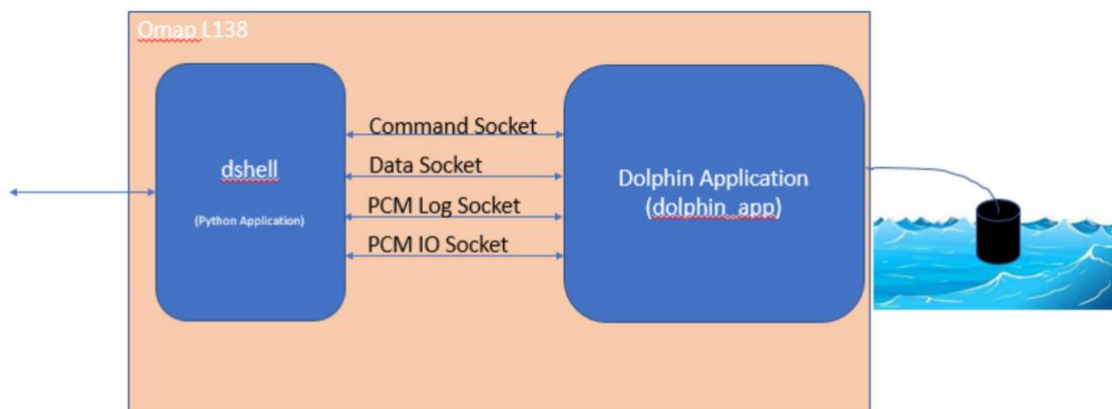 Omap L138
dshell
(Python Application)
Command Socket
Data Socket
PCM Log Socket
PCM IO Socket
Dolphin Application
(dolphin_app)